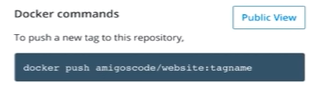 Docker commands
Public View
To push a new tag to this repository,
docker push amigoscode/website:tagname